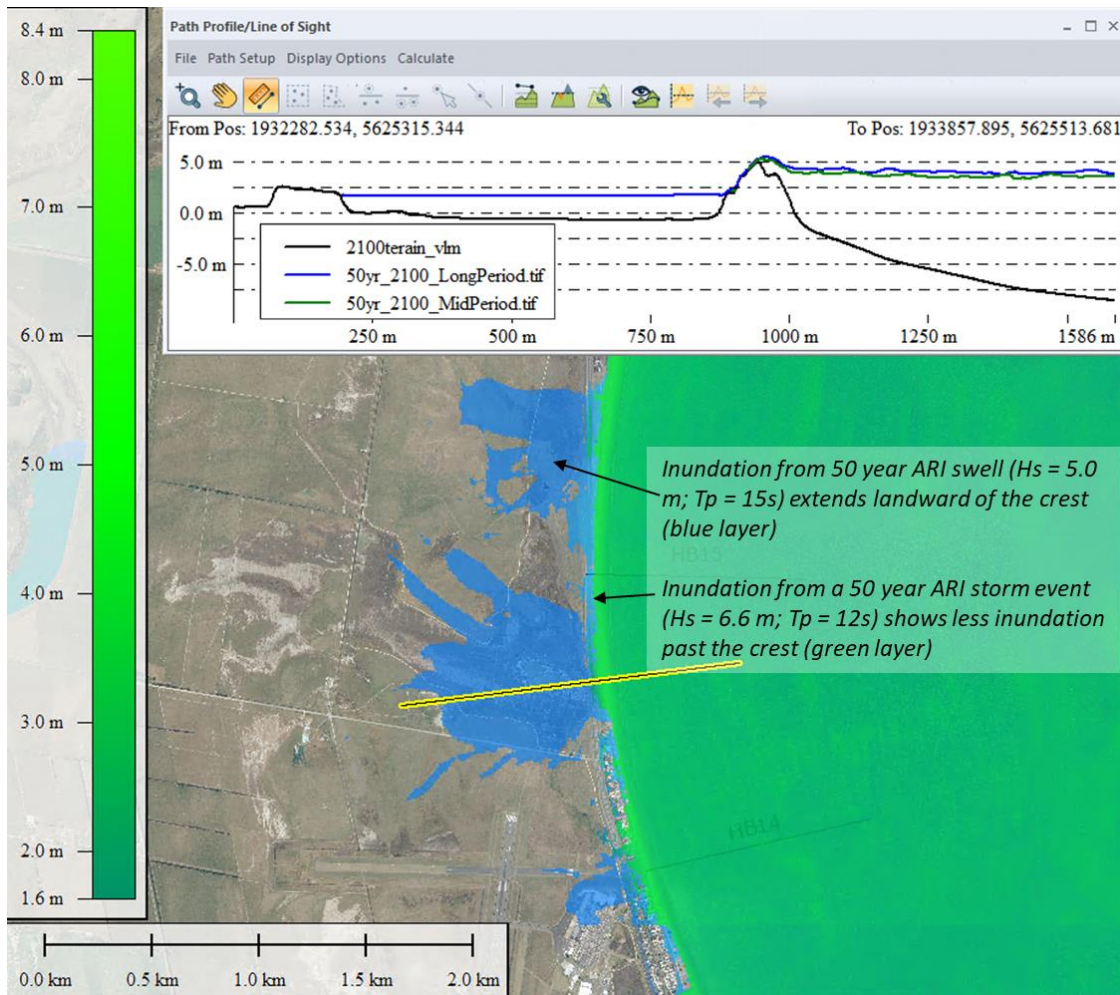 8.4 m
8.0 m
7.0 m
6.0 m
5.0 m
4.0 m
3.0 m
2.0 m
1.6 m
Path Profile/Line of Sight
File Path Setup Display Options Calculate
From Pos: 1932282.534, 5625315.344 To Pos: 1933857.895, 5625513.681
5.0 m
0.0 m
-5.0 m
2100terain_vlm
50yr_2100_LongPeriod.tif
50yr_2100_MidPeriod.tif
250 m 500 m 750 m 1000 m 1250 m 1586 m
Inundation from 50 year ARI swell (Hs = 5.0
m; Tp = 15s) extends landward of the crest
(blue layer)
HB15
Inundation from a 50 year ARI storm event
(Hs = 6.6 m; Tp = 12s) shows less inundation
past the crest (green layer)
HB14
0.0 km 0.5 km 1.0 km 1.5 km 2.0 km